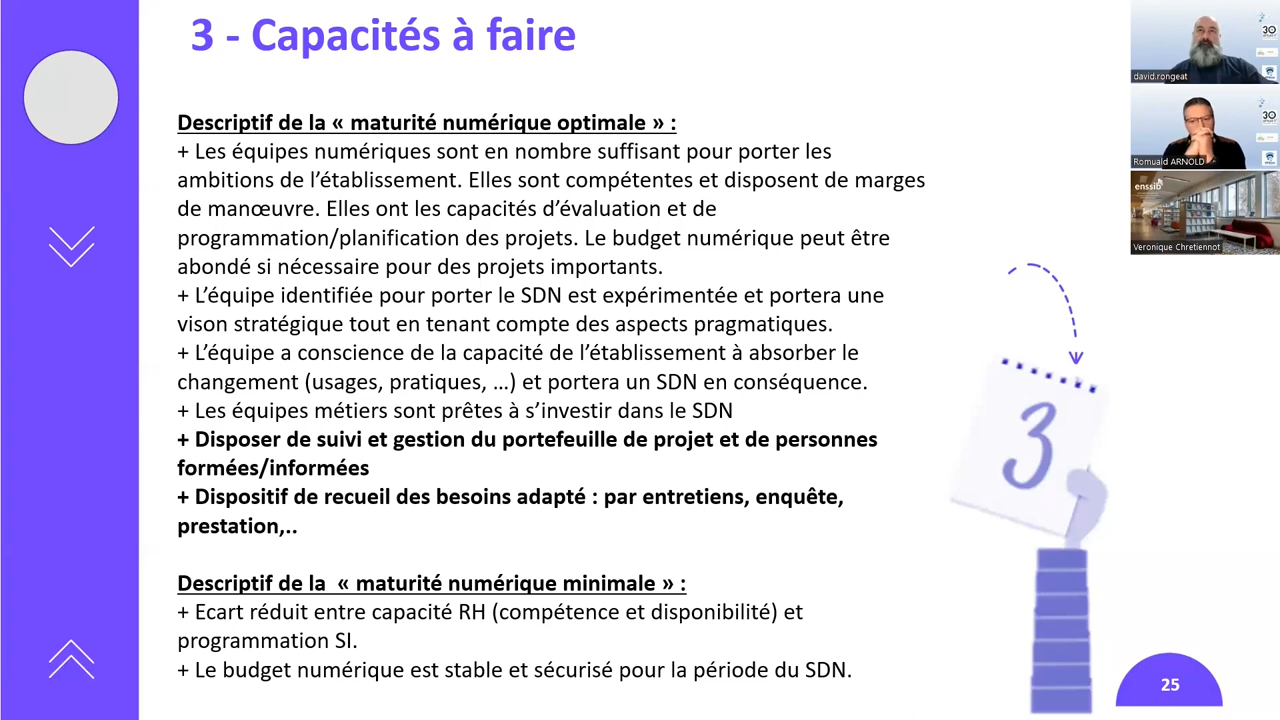 3 - Capacités à faire
Descriptif de la « maturité numérique optimale » :
+ Les équipes numériques sont en nombre suffisant pour porter les
ambitions de l’établissement. Elles sont compétentes et disposent de marges
de manœuvre. Elles ont les capacités d’évaluation et de
programmation/planification des projets. Le budget numérique peut être
abondé si nécessaire pour des projets importants.
+ L’équipe identifiée pour porter le SDN est expérimentée et portera une
vison stratégique tout en tenant compte des aspects pragmatiques.
+ L’équipe a conscience de la capacité de l’établissement à absorber le
changement (usages, pratiques, …) et portera un SDN en conséquence.
+ Les équipes métiers sont prêtes à s’investir dans le SDN
+ Disposer de suivi et gestion du portefeuille de projet et de personnes
formées/informées
+ Dispositif de recueil des besoins adapté : par entretiens, enquête,
prestation,..
Descriptif de la  « maturité numérique minimale » :
+ Ecart réduit entre capacité RH (compétence et disponibilité) et
programmation SI.
+ Le budget numérique est stable et sécurisé pour la période du SDN.
3
25
30
david.rongeat
30
Romuald ARNOLD
enssib
Veronique Chretiennot